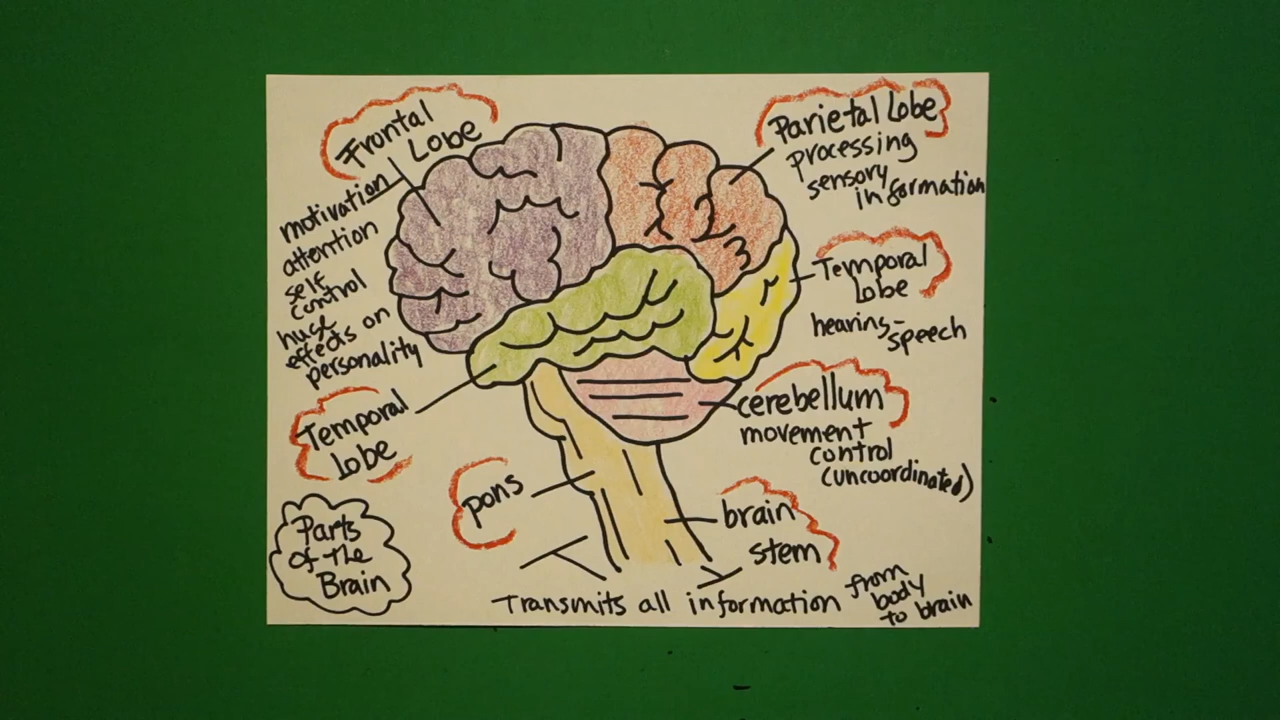 Frontal
Lobe
motivation
attention
self
control
huge
effects on
personality
Temporal
lobe
Parts
of the
Brain
pons
Parietal Lobe
processing
sensory
information
Temporal
lobe
hearing-
speech
cerebellum
movement
control
(uncoordinated)
brain
stem
Transmits all information from
body
to brain